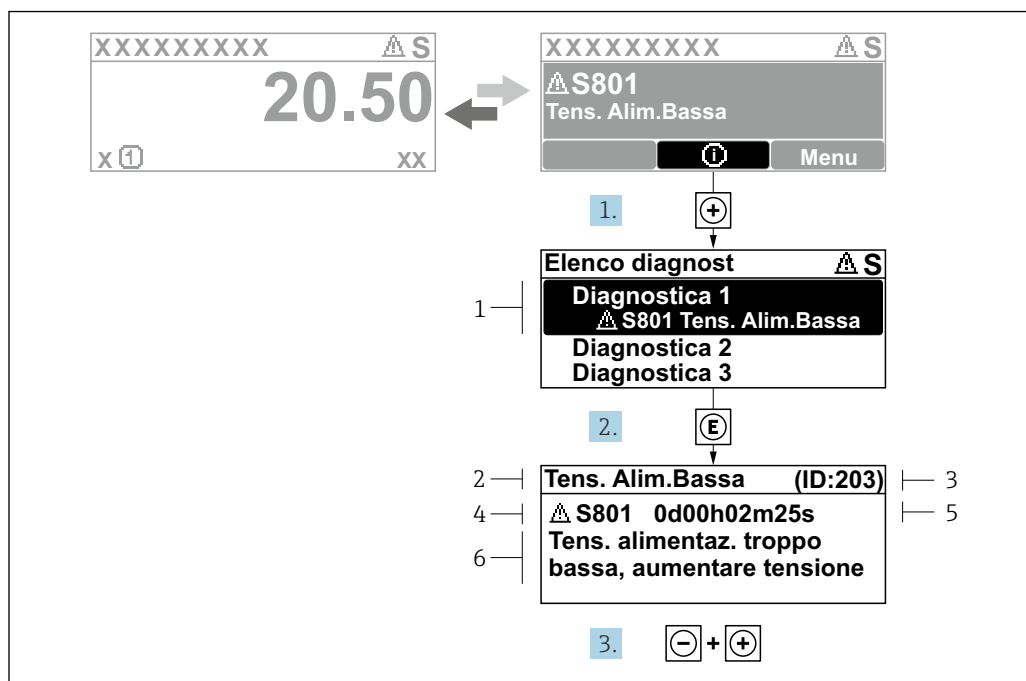 XXXXXXXXX ⚠S
20.50
X ① XX
XXXXXXXXX ⚠S
⚠S801
Tens. Alim.Bassa
ⓘ Menu
1. +
Elenco diagnost ⚠S
1
Diagnostica 1
⚠ S801 Tens. Alim.Bassa
Diagnostica 2
Diagnostica 3
2. E
2 Tens. Alim.Bassa (ID:203) 3
4 ⚠ S801 0d00h02m25s 5
6
Tens. alimentaz. troppo
bassa, aumentare tensione
3. - + +